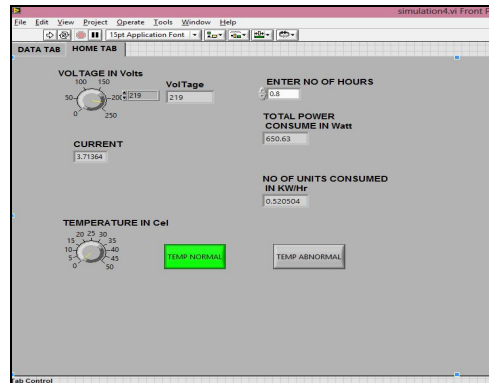 simulation4.vi Front P
File Edit View Project Operate Tools Window Help
15pt Application Font
DATA TAB HOME TAB
VOLTAGE IN Volts
100 150
50 200
0 250
219
VolTage
219
ENTER NO OF HOURS
0.8
TOTAL POWER
CONSUME IN Watt
650.63
CURRENT
3.71364
NO OF UNITS CONSUMED
IN KW/Hr
0.520504
TEMPERATURE IN Cel
20 25 30
15 35
10 40
5 45
0 50
TEMP NORMAL
TEMP ABNORMAL
Tab Control